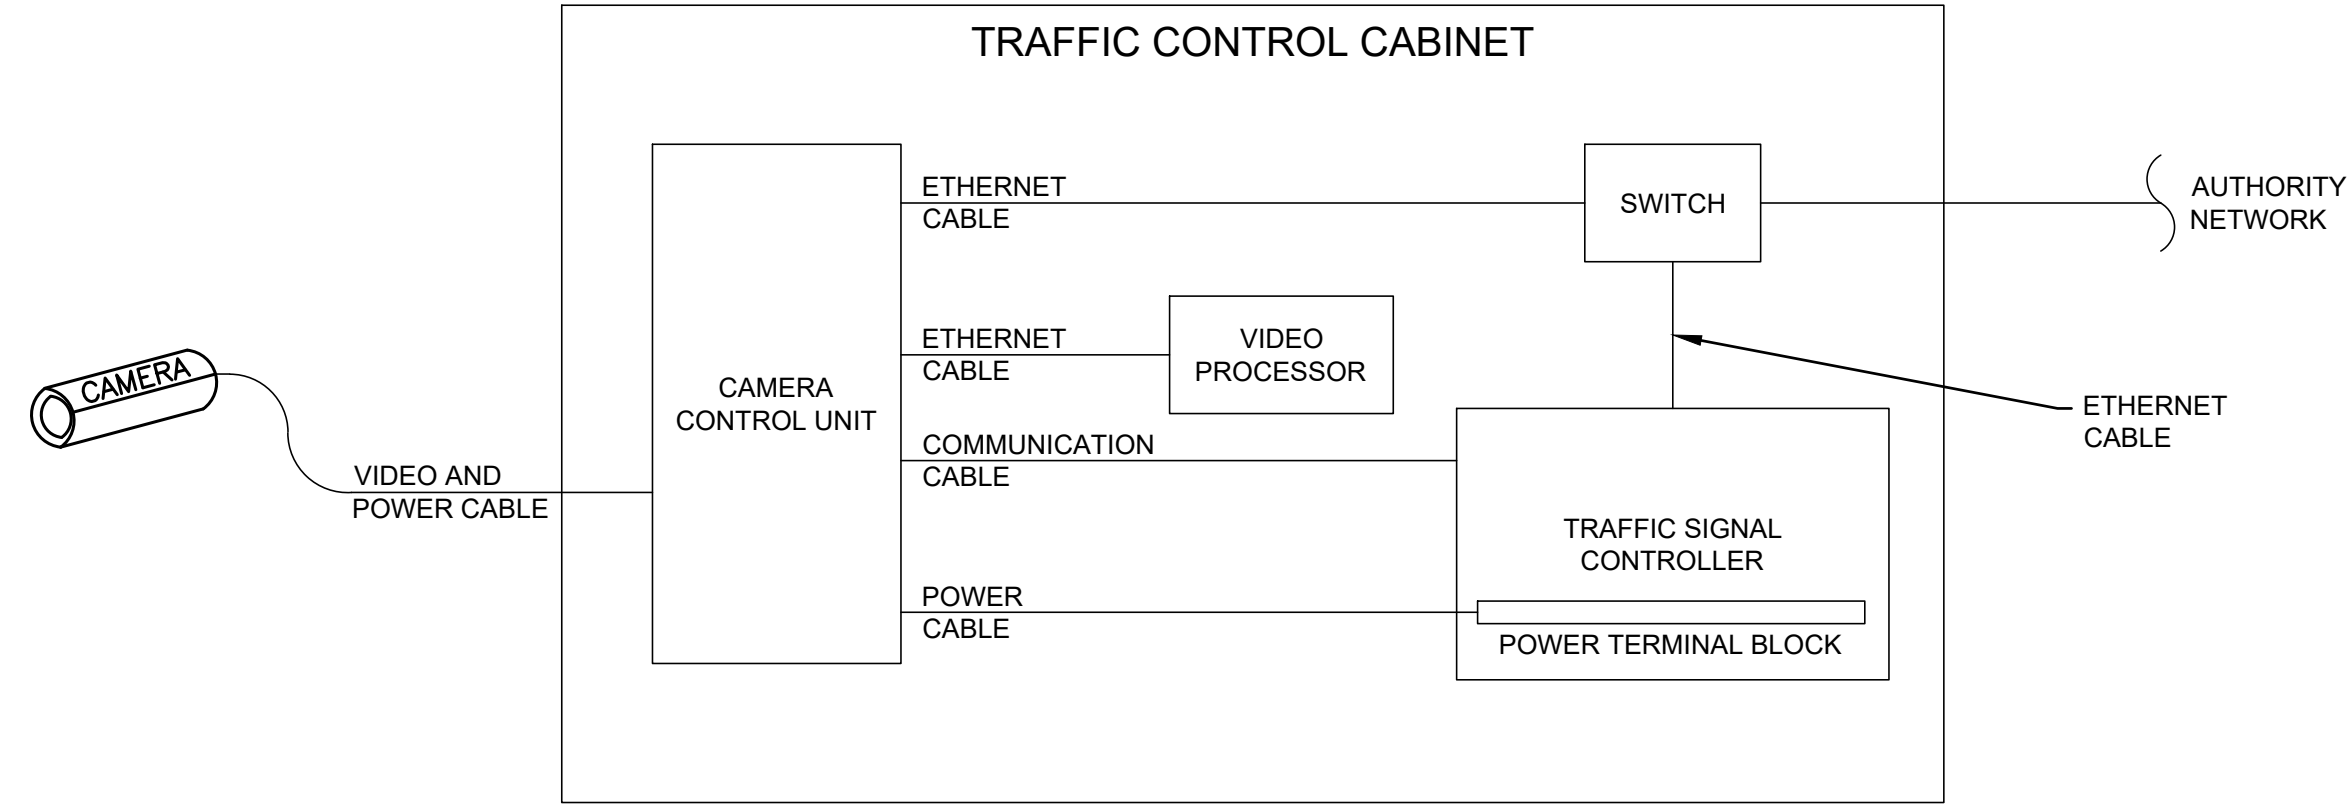 TRAFFIC CONTROL CABINET
ETHERNET
CABLE
SWITCH
AUTHORITY
NETWORK
ETHERNET
CABLE
VIDEO
PROCESSOR
CAMERA
CAMERA
CONTROL UNIT
ETHERNET
CABLE
COMMUNICATION
CABLE
VIDEO AND
POWER CABLE
TRAFFIC SIGNAL
CONTROLLER
POWER
CABLE
POWER TERMINAL BLOCK